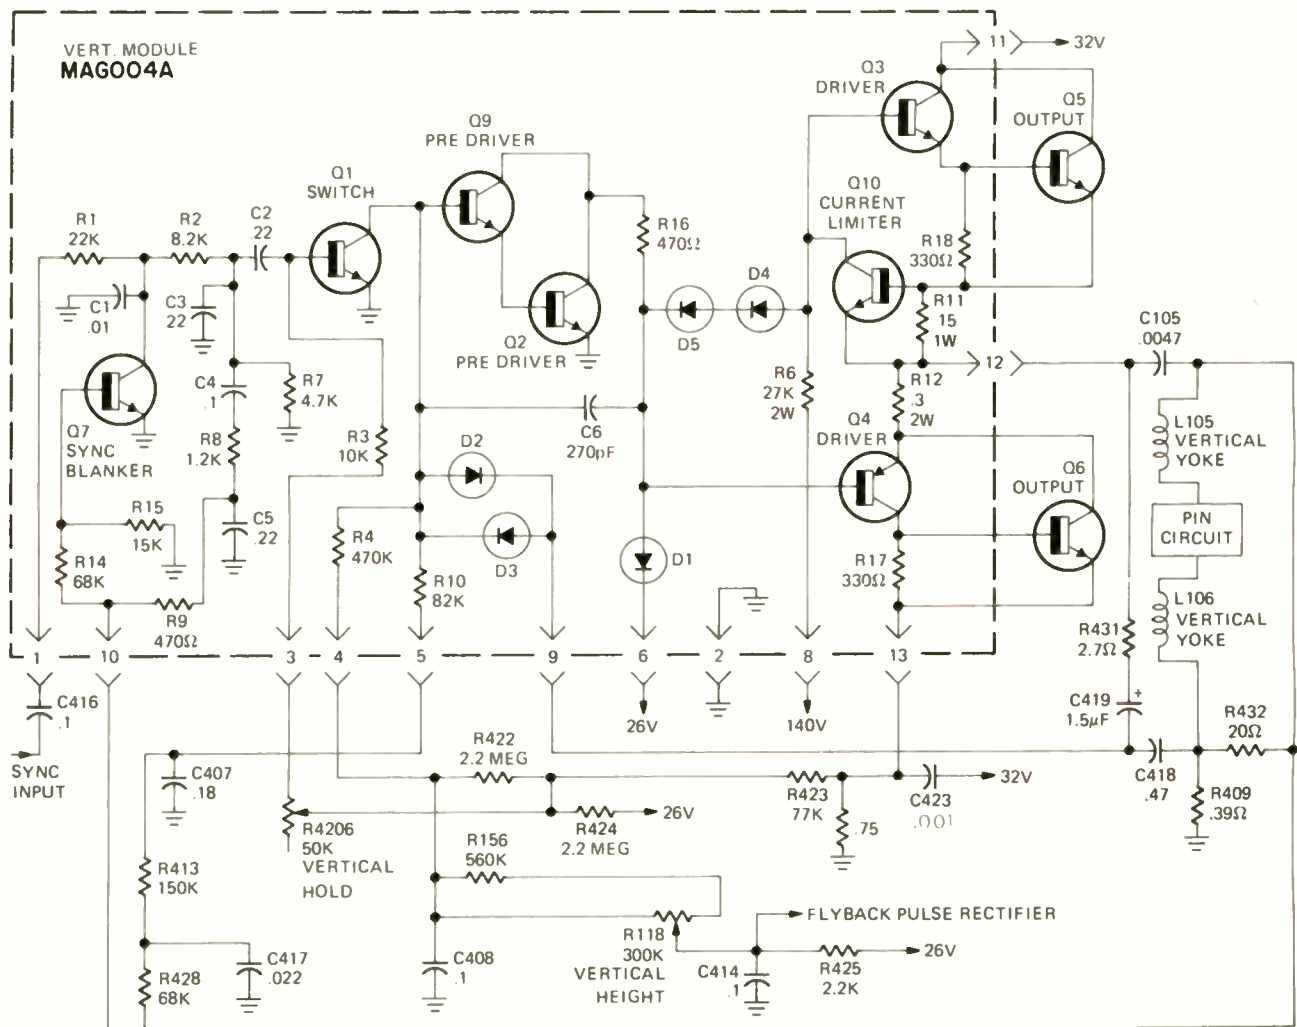 VERT. MODULE
MAG004A
11
32V
Q3
DRIVER
Q5
OUTPUT
Q9
PRE DRIVER
Q1
SWITCH
Q10
CURRENT
LIMITER
R1
22K
R2
8.2K
C2
.22
R16
470Ω
R18
330Ω
C1
.01
C3
22
D4
D5
R11
15
1W
C105
.0047
Q2
PRE DRIVER
12
R7
4.7K
C4
.1
R6
27K
2W
R12
.3
2W
Q7
SYNC
BLANKER
R8
1.2K
R3
10K
C6
270pF
Q4
DRIVER
L105
VERTICAL
YOKE
D2
Q6
OUTPUT
R15
15K
C5
.22
R4
470K
D3
PIN
CIRCUIT
R14
68K
R10
82K
D1
R17
330Ω
R9
470Ω
L106
VERTICAL
YOKE
R431
2.7Ω
1 10 3 4 5 9 6 2 8 13
C416
.1
26V
140V
C419
1.5µF
+
R432
20Ω
SYNC
INPUT
R422
2.2 MEG
C407
.18
R423
77K
C423
.001
32V
C418
.47
R409
.39Ω
R4206
50K
VERTICAL
HOLD
R424
2.2 MEG
26V
.75
R413
150K
R156
560K
FLYBACK PULSE RECTIFIER
R118
300K
VERTICAL
HEIGHT
C417
.022
C408
.1
C414
.1
R425
2.2K
26V
R428
68K